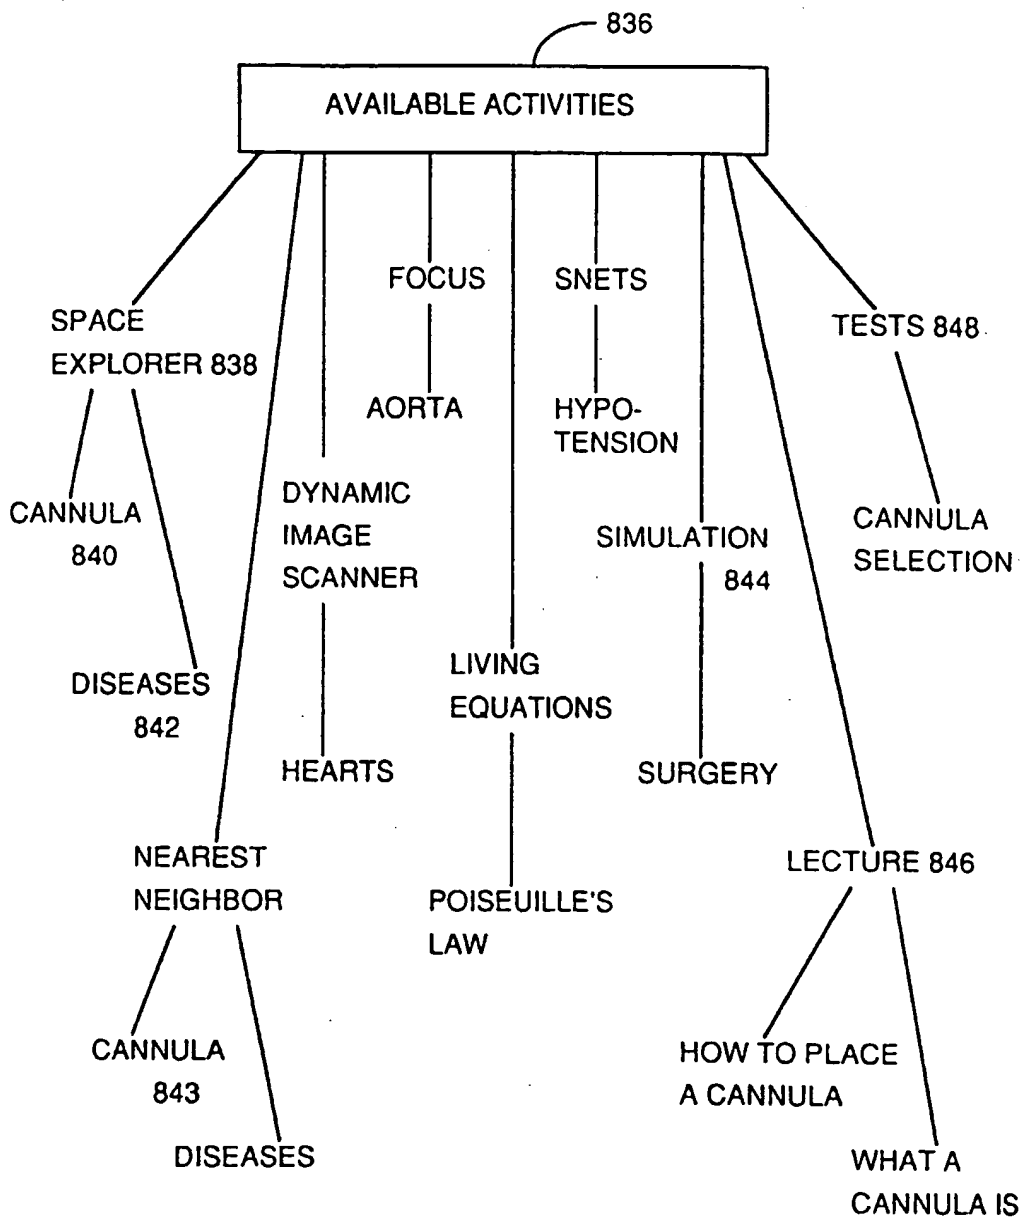 836
AVAILABLE ACTIVITIES
FOCUS
SNETS
SPACE
EXPLORER 838
TESTS 848
AORTA
HYPO-
TENSION
DYNAMIC
IMAGE
SCANNER
CANNULA
840
SIMULATION
844
CANNULA
SELECTION
LIVING
EQUATIONS
DISEASES
842
HEARTS
SURGERY
NEAREST
NEIGHBOR
LECTURE 846
POISEUILLE'S
LAW
CANNULA
843
HOW TO PLACE
A CANNULA
DISEASES
WHAT A
CANNULA IS